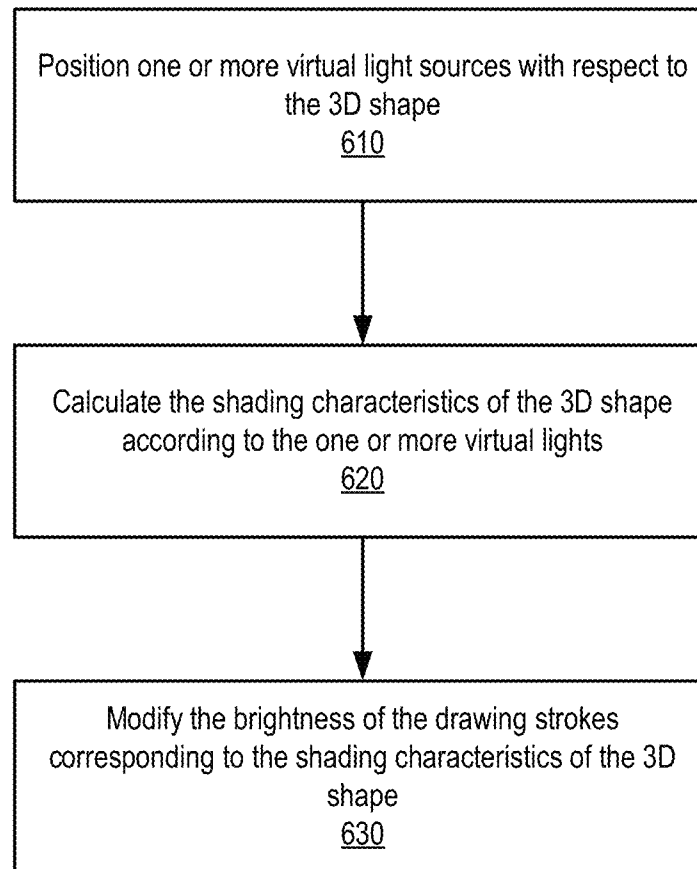 Position one or more virtual light sources with respect to
the 3D shape
610
Calculate the shading characteristics of the 3D shape
according to the one or more virtual lights
620
Modify the brightness of the drawing strokes
corresponding to the shading characteristics of the 3D
shape
630